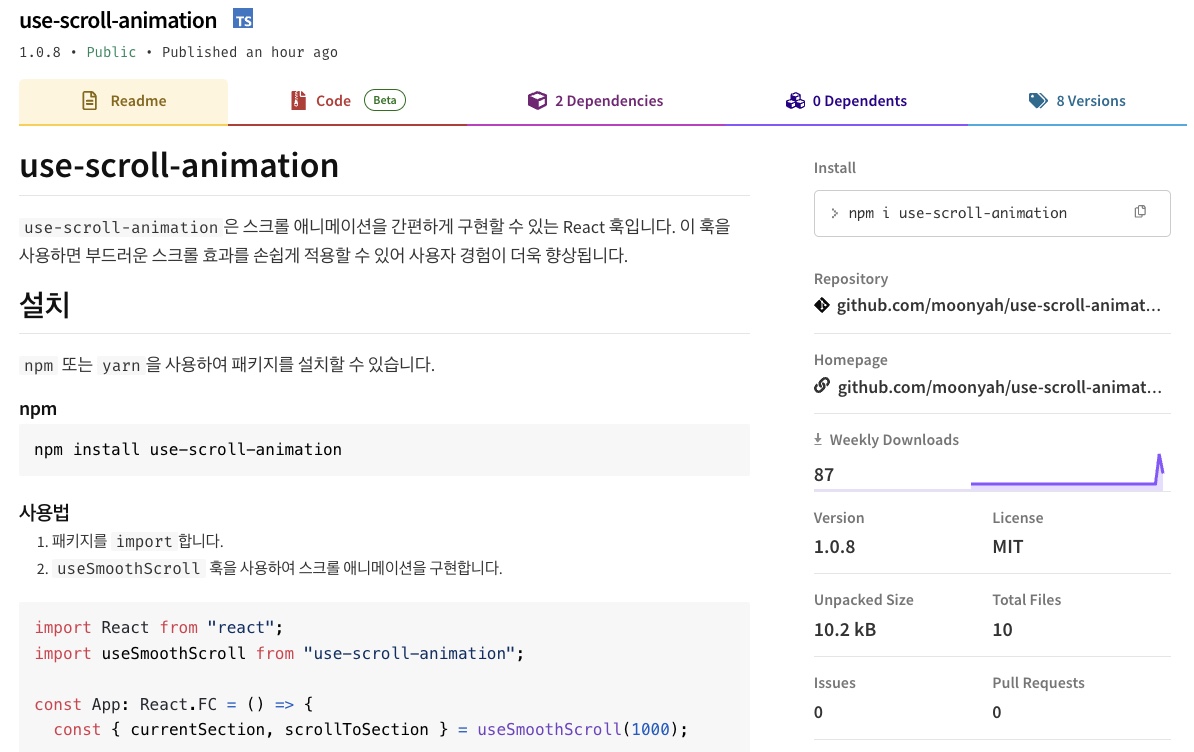 use-scroll-animation TS
1.0.8 • Public • Published an hour ago
Readme
Code Beta
2 Dependencies
0 Dependents
8 Versions
use-scroll-animation
use-scroll-animation 은 스크롤 애니메이션을 간편하게 구현할 수 있는 React 훅입니다. 이 훅을
사용하면 부드러운 스크롤 효과를 손쉽게 적용할 수 있어 사용자 경험이 더욱 향상됩니다.
설치
npm 또는 yarn 을 사용하여 패키지를 설치할 수 있습니다.
npm
npm install use-scroll-animation
사용법
1. 패키지를 import 합니다.
2. useSmoothScroll 훅을 사용하여 스크롤 애니메이션을 구현합니다.
import React from "react";
import useSmoothScroll from "use-scroll-animation";
const App: React.FC = () => {
const { currentSection, scrollToSection } = useSmoothScroll(1000);
Install
> npm i use-scroll-animation
Repository
github.com/moonyah/use-scroll-animat...
Homepage
github.com/moonyah/use-scroll-animat...
Weekly Downloads
87
Version
1.0.8
License
MIT
Unpacked Size
10.2 kB
Total Files
10
Issues
0
Pull Requests
0